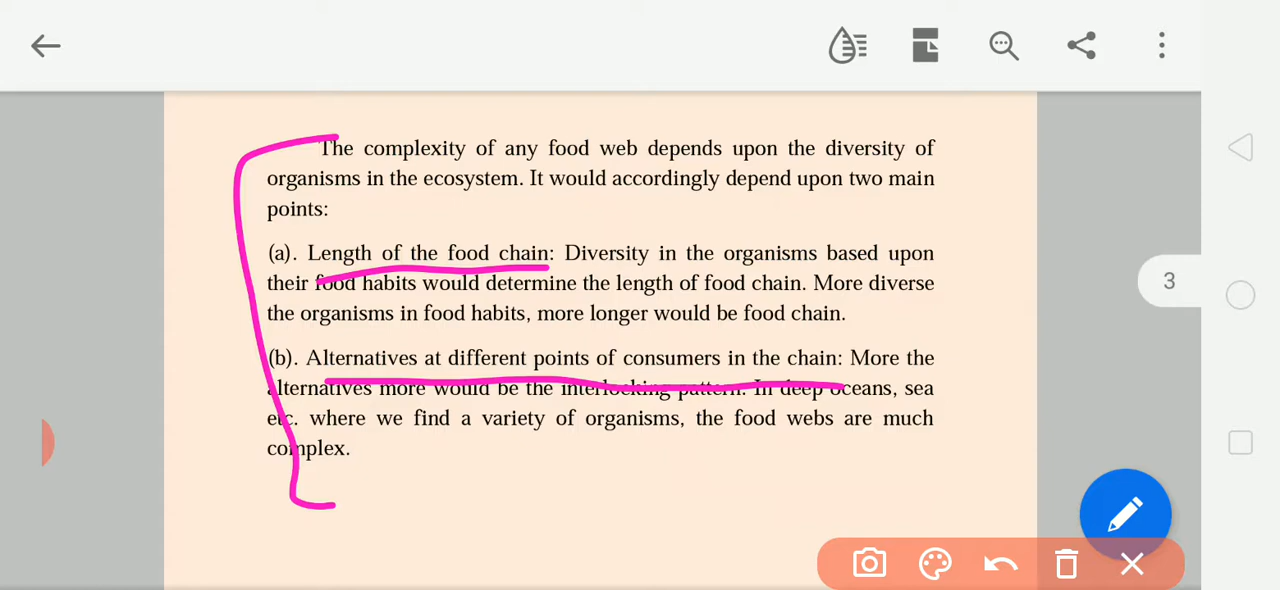 The complexity of any food web depends upon the diversity of
organisms in the ecosystem. It would accordingly depend upon two main
points:
(a). Length of the food chain: Diversity in the organisms based upon
their food habits would determine the length of food chain. More diverse
the organisms in food habits, more longer would be food chain.
3
(b). Alternatives at different points of consumers in the chain: More the
alternatives more would be the interlocking pattern. In deep oceans, sea
etc. where we find a variety of organisms, the food webs are much
complex.